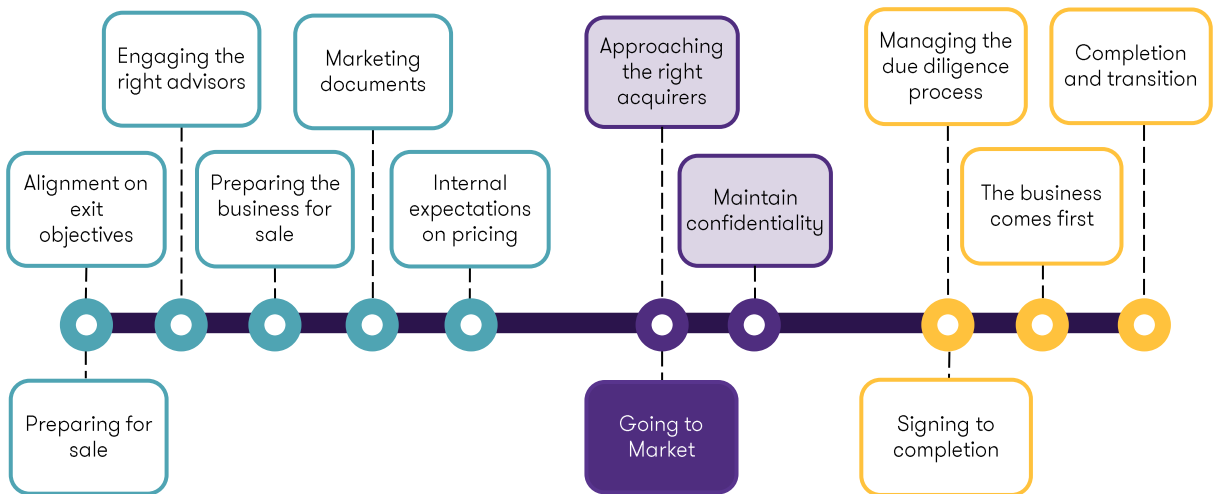 Engaging the
right advisors
Marketing
documents
Approaching
the right
acquirers
Managing the
due diligence
process
Completion
and transition
Alignment on
exit
objectives
Preparing the
business for
sale
Internal
expectations
on pricing
Maintain
confidentiality
The business
comes first
Preparing for
sale
Going to
Market
Signing to
completion